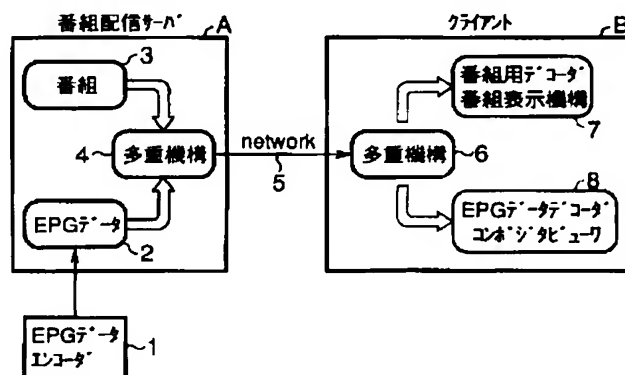 番組配信サーバ
A
3
番組
4
多重機構
EPGデータ
2
EPGデータ
エンコーダ
1
network
5
クライアント
B
番組用デコーダ
番組表示機構
7
多重機構
6
8
EPGデータデコーダ
コンポジタビューワ